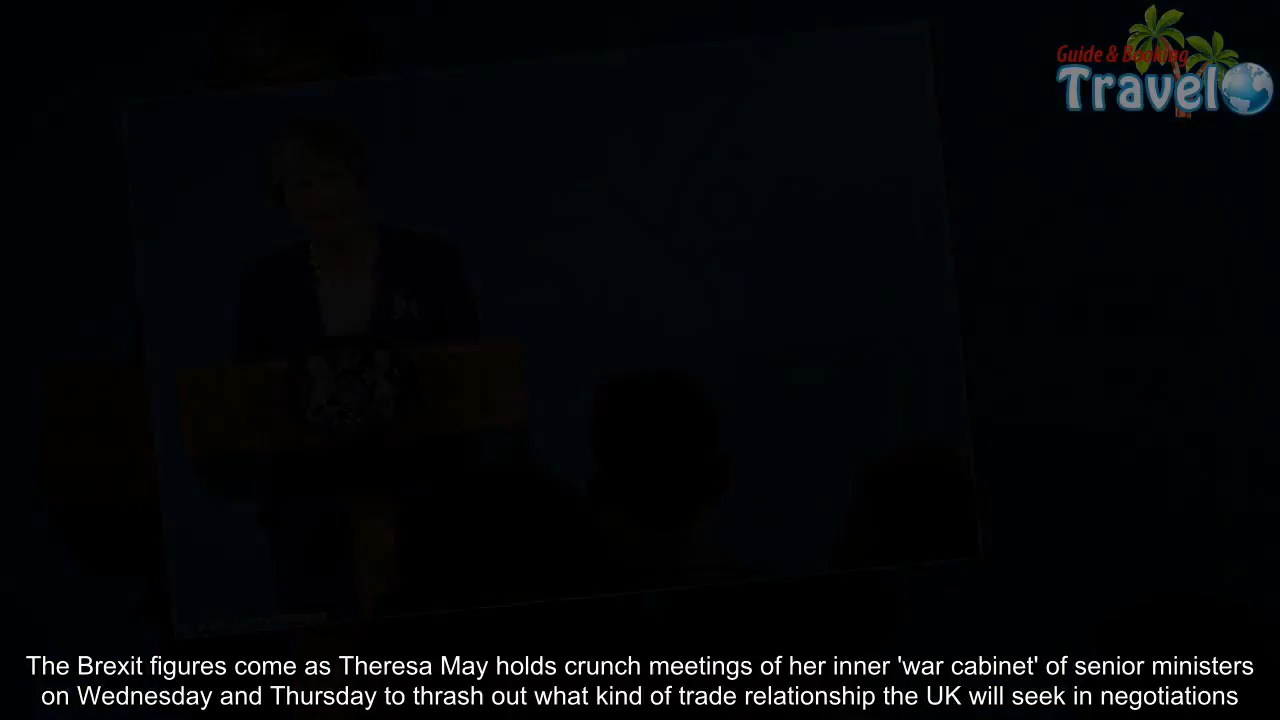 Guide & Booking
Travel
The Brexit figures come as Theresa May holds crunch meetings of her inner 'war cabinet' of senior ministers
on Wednesday and Thursday to thrash out what kind of trade relationship the UK will seek in negotiations